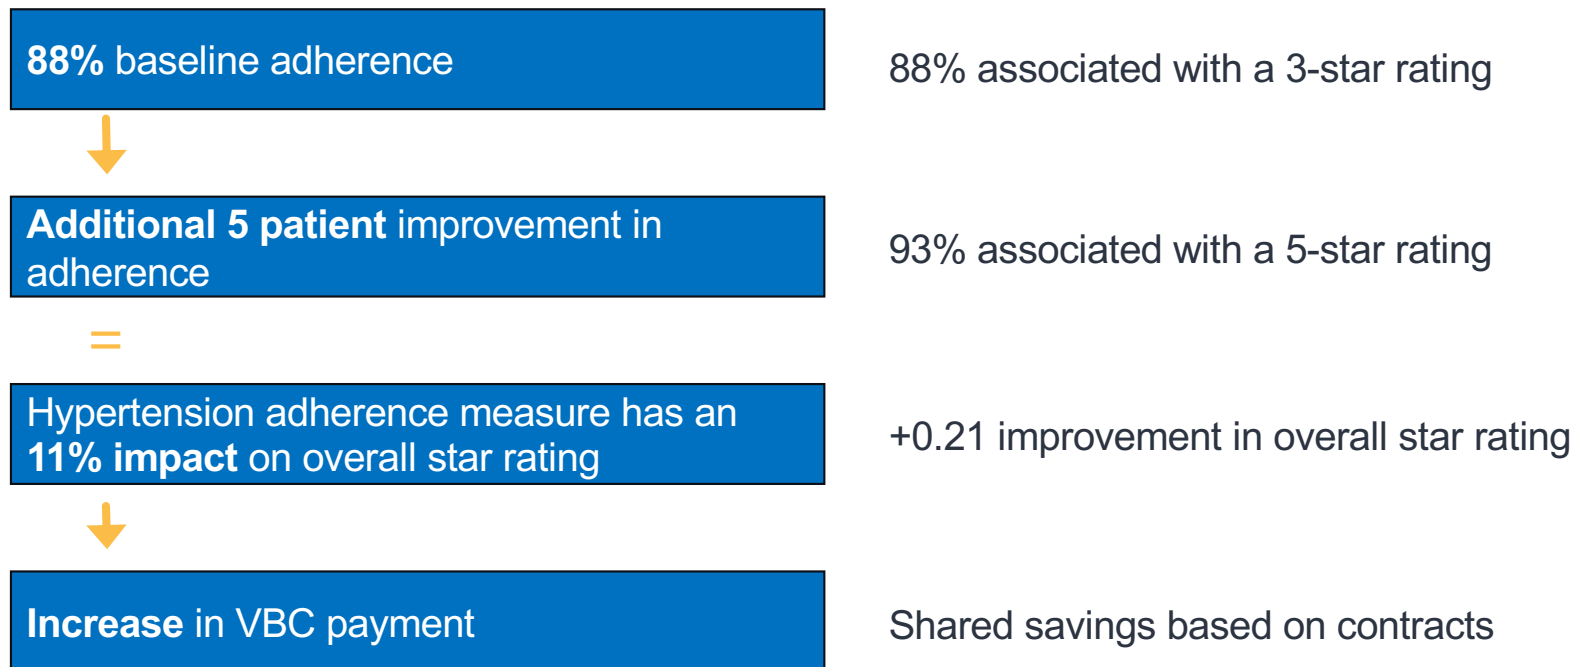 88% baseline adherence
88% associated with a 3-star rating
Additional 5 patient improvement in
adherence
93% associated with a 5-star rating
=
Hypertension adherence measure has an
11% impact on overall star rating
+0.21 improvement in overall star rating
Increase in VBC payment
Shared savings based on contracts